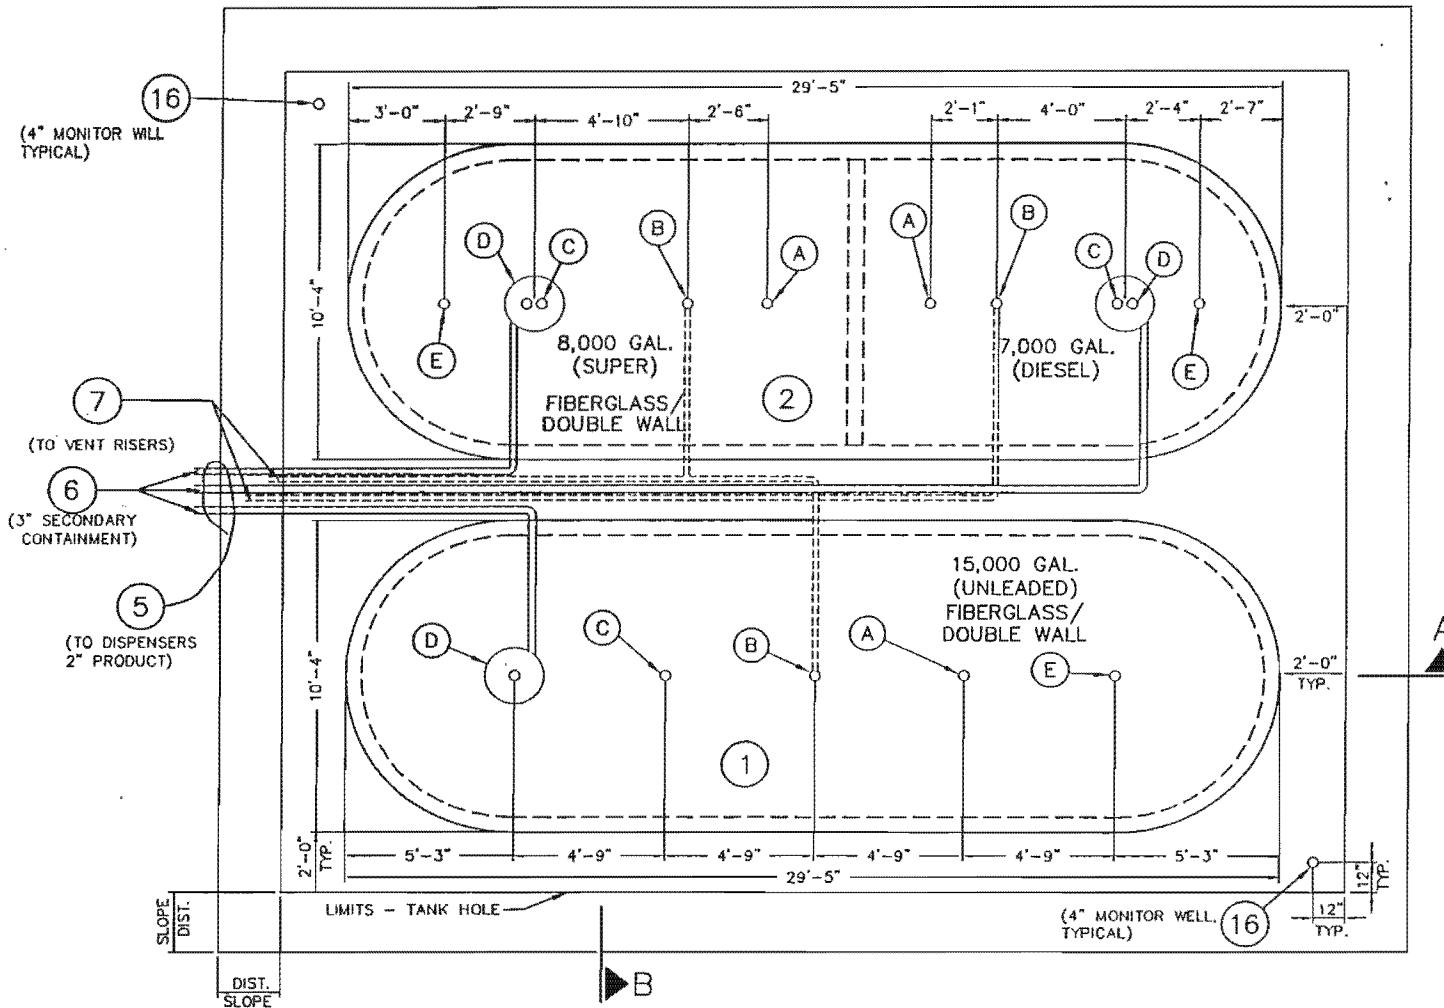 29'-5"
16
3'-0" 2'-9" 4'-10" 2'-6" 2'-1" 4'-0" 2'-4" 2'-7"
(4" MONITOR WILL
TYPICAL)
D C B A A B C D
10'-4"
2'-0"
E
8,000 GAL.
(SUPER)
7,000 GAL.
(DIESEL)
E
7
2
FIBERGLASS/
DOUBLE WALL
(TO VENT RISERS)
6
(3" SECONDARY
CONTAINMENT)
5
(TO DISPENSERS
2" PRODUCT)
15,000 GAL.
(UNLEADED)
FIBERGLASS/
DOUBLE WALL
D C B A E
A
2'-0"
TYP.
10'-4"
1
2'-0"
TYP.
5'-3" 4'-9" 4'-9" 4'-9" 4'-9" 5'-3"
29'-5"
12"
TYP.
LIMITS - TANK HOLE
SLOPE
DIST.
(4" MONITOR WELL,
TYPICAL)
16
12"
TYP.
DIST.
SLOPE
B